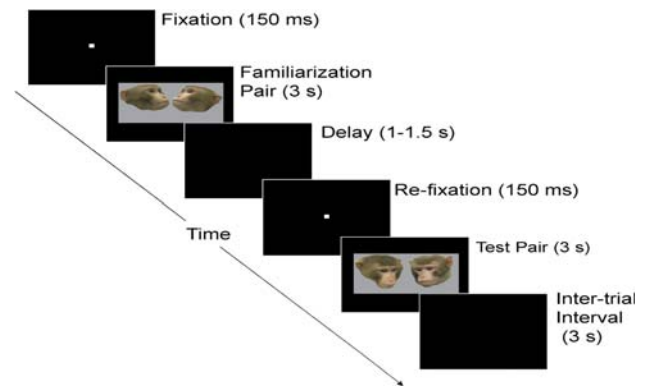 Fixation (150 ms)
Familiarization
Pair (3 s)
Delay (1-1.5 s)
Re-fixation (150 ms)
Time
Test Pair (3 s)
Inter-trial
Interval
(3 s)